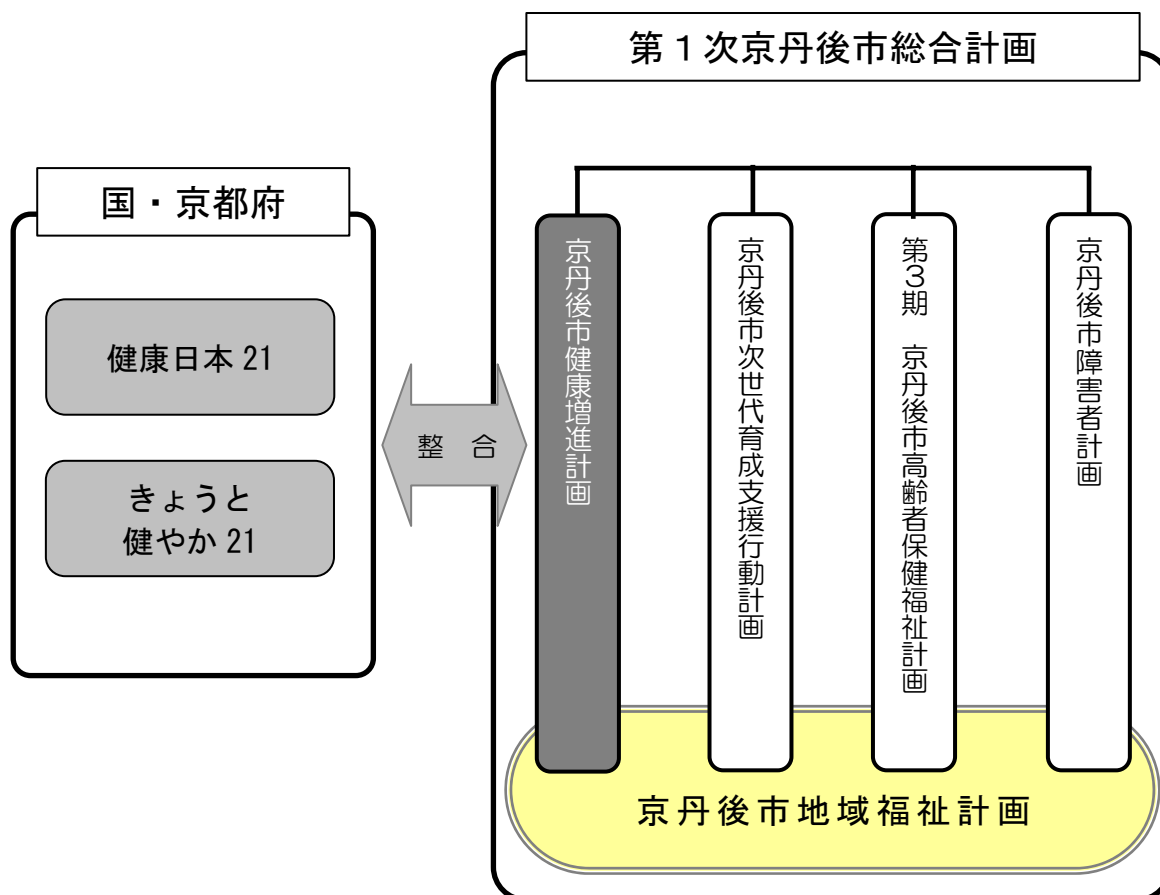 第１次京丹後市総合計画
国・京都府
健康日本 21
きょうと
健やか 21
整　合
京丹後市健康増進計画
京丹後市次世代育成支援行動計画
第３期　京丹後市高齢者保健福祉計画
京丹後市障害者計画
京丹後市地域福祉計画